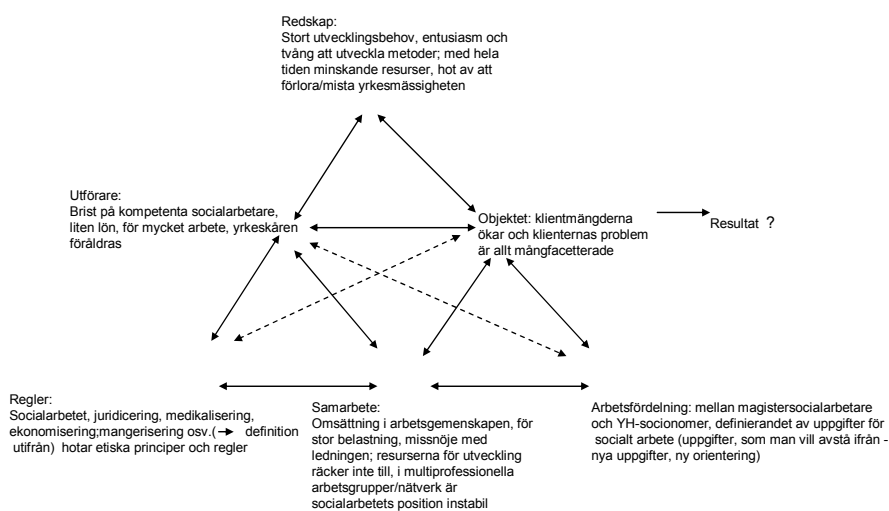 Redskap:
Stort utvecklingsbehov, entusiasm och
tvång att utveckla metoder; med hela
tiden minskande resurser, hot av att
förlora/mista yrkesmässigheten
Utförare:
Brist på kompetenta socialarbetare,
liten lön, för mycket arbete, yrkeskåren
föråldras
Objektet: klientmängderna
ökar och klienternas problem
är allt mångfacetterade
Resultat ?
Regler:
Socialarbetet, juridicering, medikalisering,
ekonomisering;mangerisering osv.(→ definition
utifrån) hotar etiska principer och regler
Samarbete:
Omsättning i arbetsgemenskapen, för
stor belastning, missnöje med
ledningen; resurserna för utveckling
räcker inte till, i multiprofessionella
arbetsgrupper/nätverk är
socialarbetets position instabil
Arbetsfördelning: mellan magistersocialarbetare
och YH-socionomer, definierandet av uppgifter för
socialt arbete (uppgifter, som man vill avstå ifrån -
nya uppgifter, ny orientering)